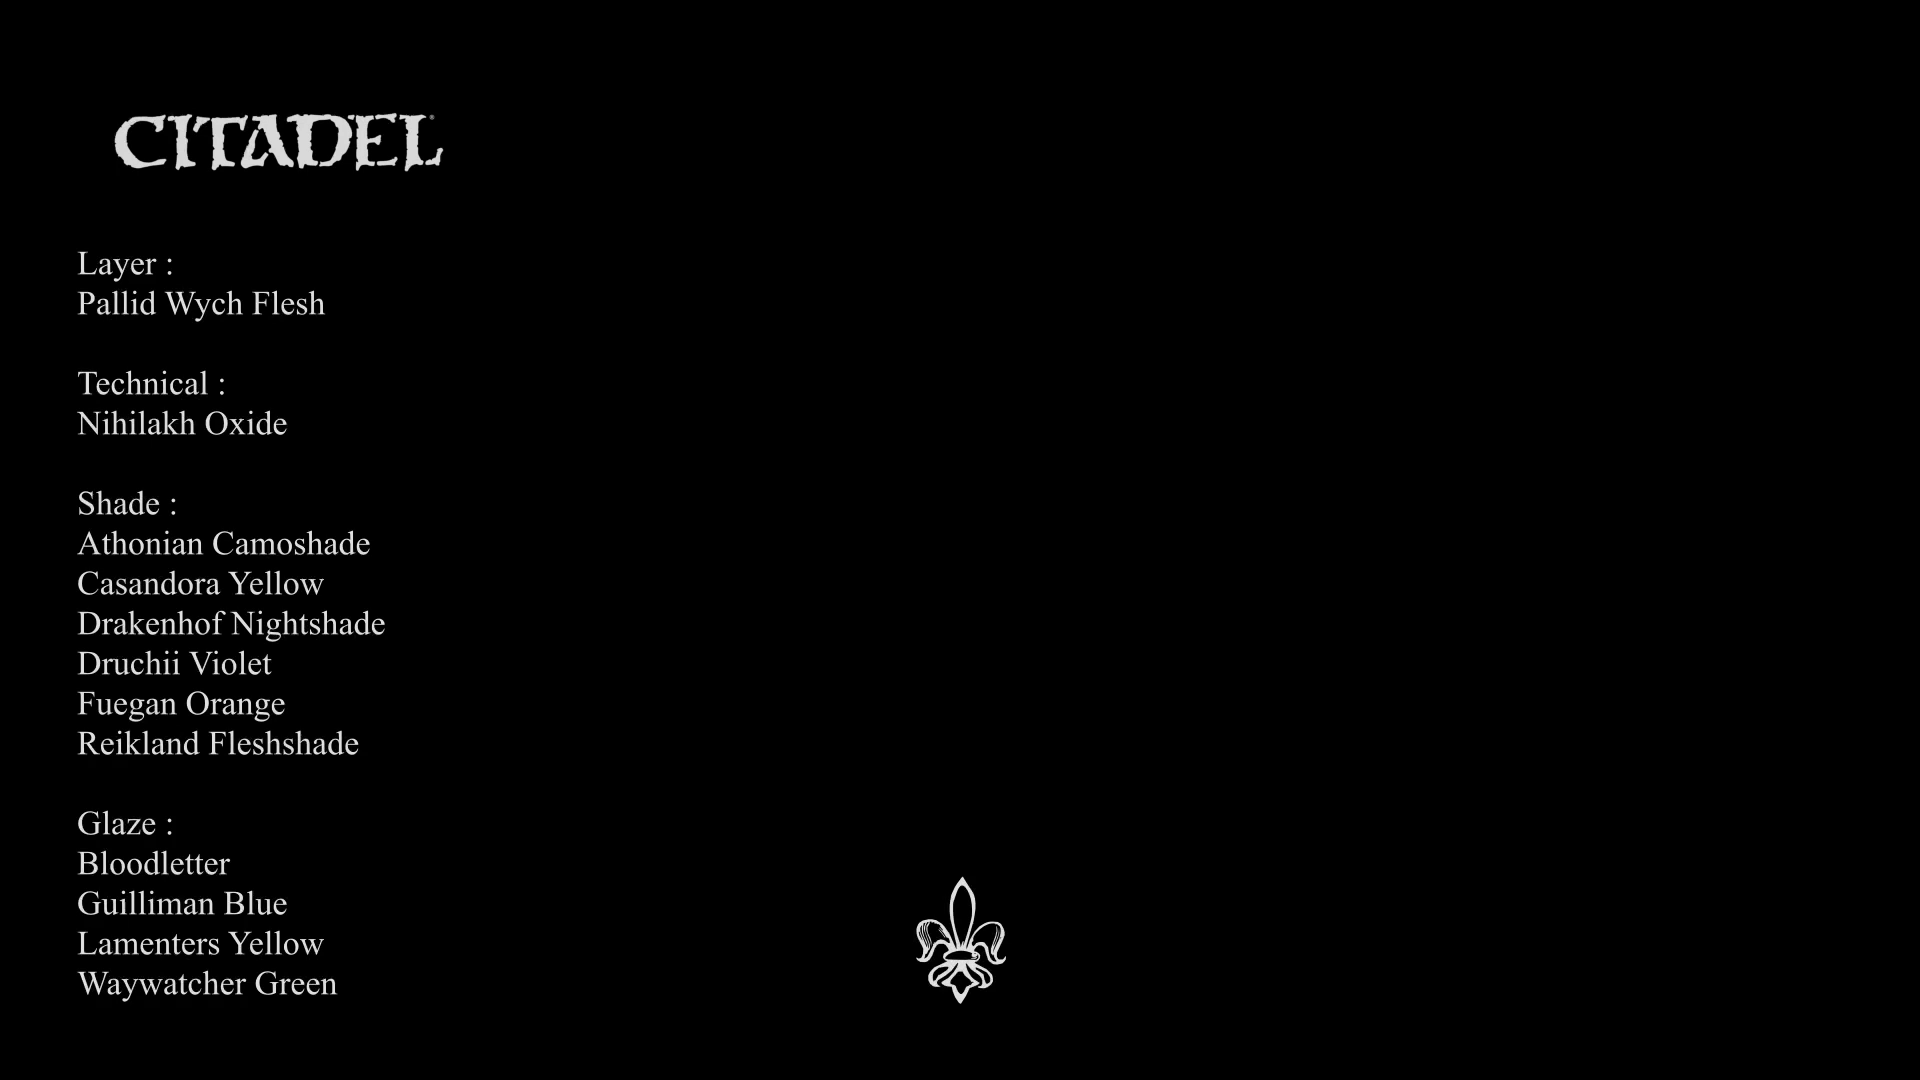 CITADEL
Layer :
Pallid Wych Flesh
Technical :
Nihilakh Oxide
Shade :
Athonian Camoshade
Casandora Yellow
Drakenhof Nightshade
Druchii Violet
Fuegan Orange
Reikland Fleshshade
Glaze :
Bloodletter
Guilliman Blue
Lamenters Yellow
Waywatcher Green